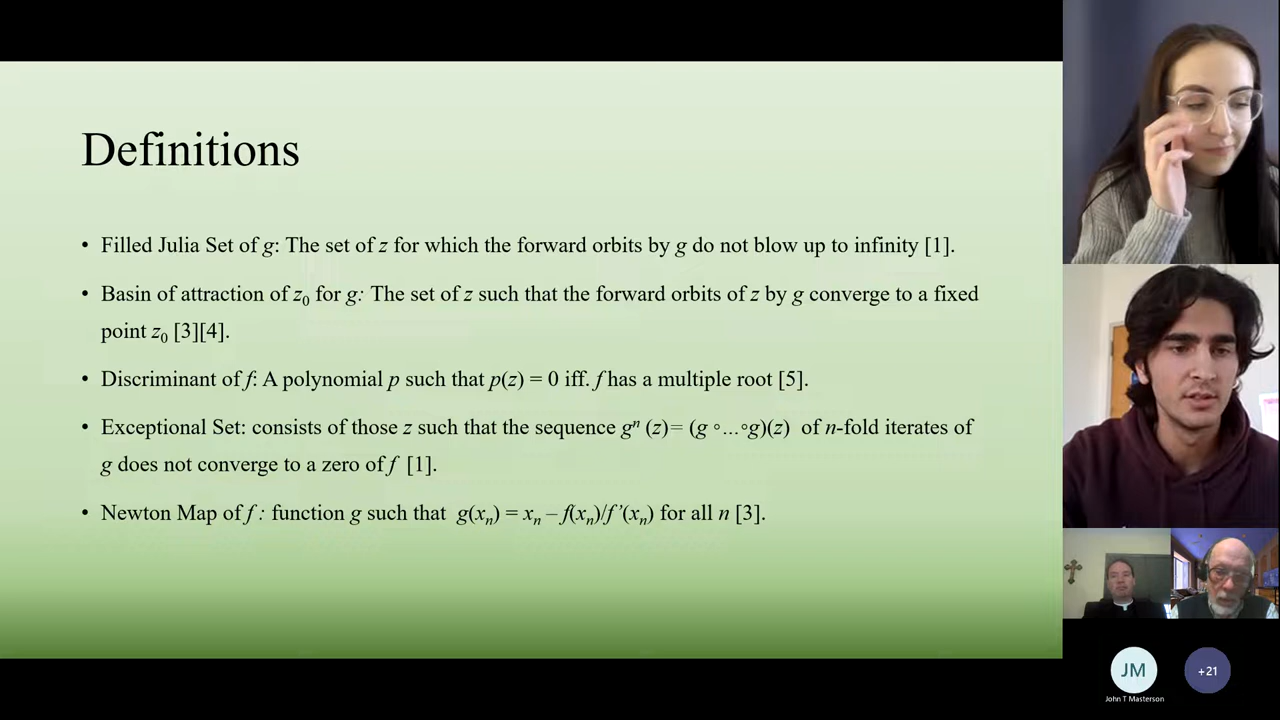 Definitions
• Filled Julia Set of g: The set of z for which the forward orbits by g do not blow up to infinity [1].
• Basin of attraction of z₀ for g: The set of z such that the forward orbits of z by g converge to a fixed
point z₀ [3][4].
• Discriminant of f: A polynomial p such that p(z) = 0 iff. f has a multiple root [5].
• Exceptional Set: consists of those z such that the sequence gⁿ (z)= (g ∘...∘g)(z) of n-fold iterates of
g does not converge to a zero of f [1].
• Newton Map of f : function g such that g(xₙ) = xₙ – f(xₙ)/f’(xₙ) for all n [3].
JM
John T Masterson
+21